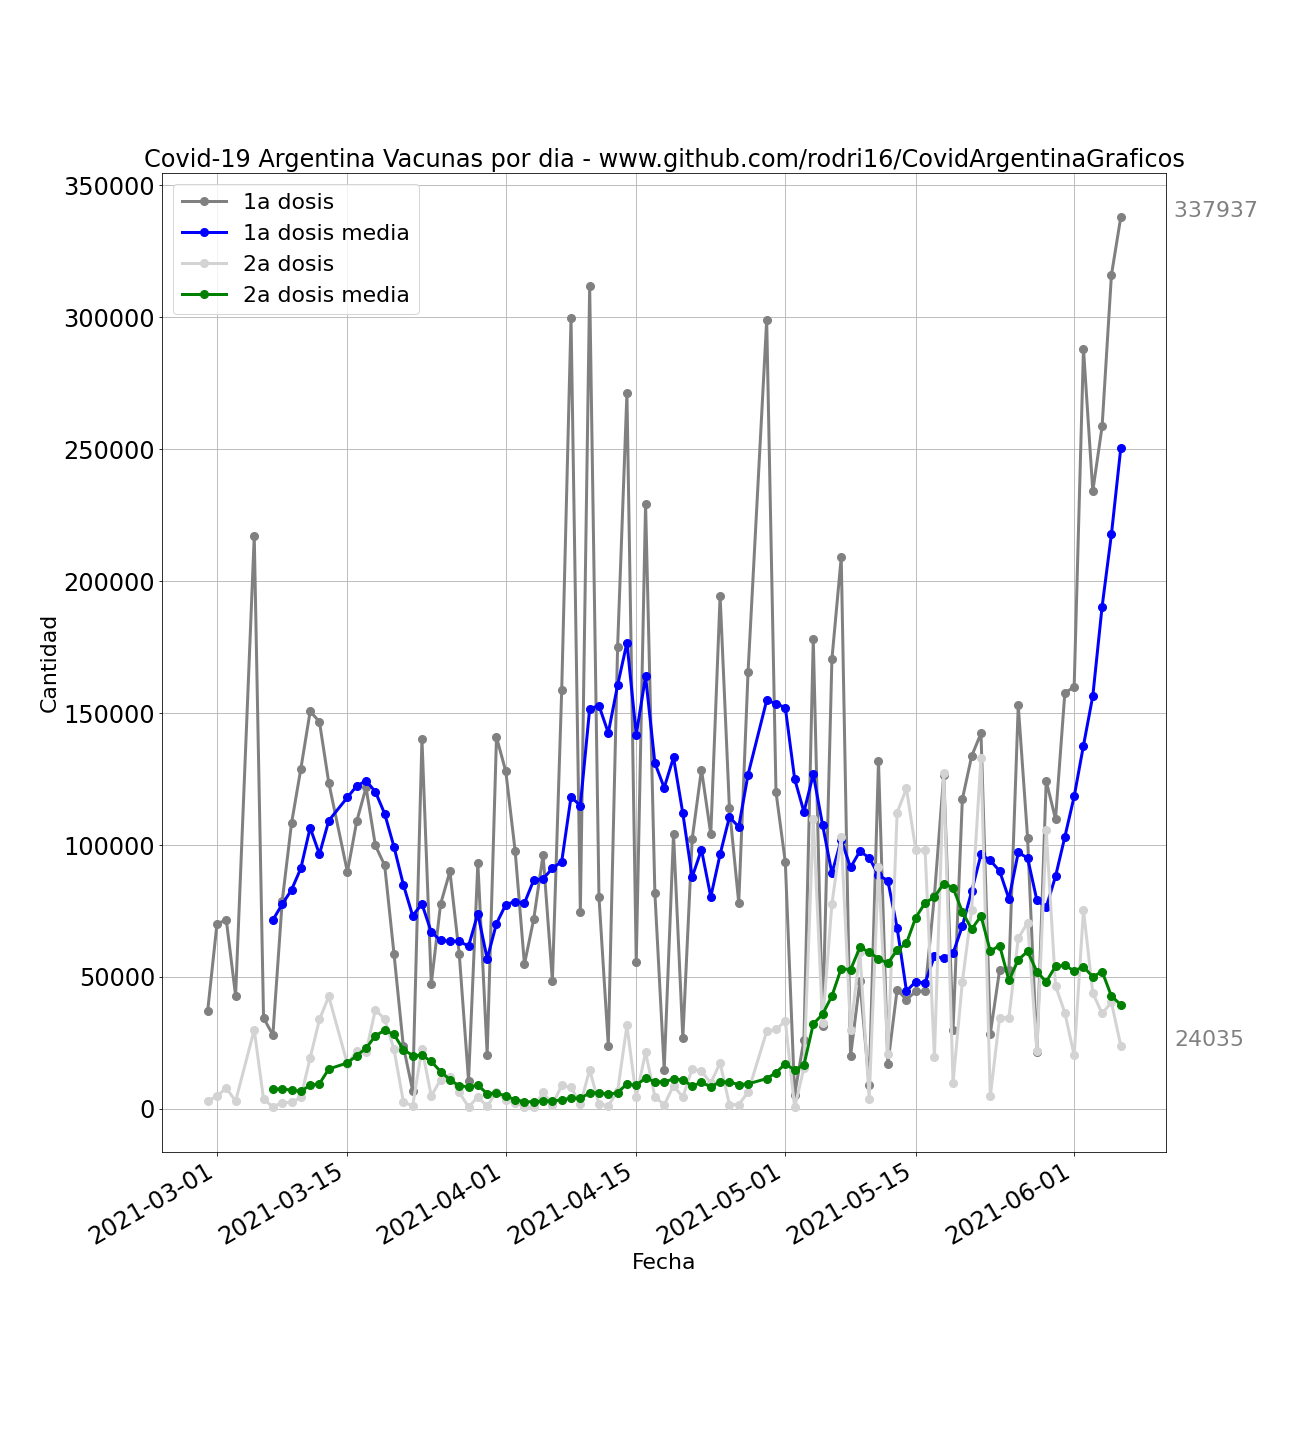 Covid-19 Argentina Vacunas por dia - www.github.com/rodri16/CovidArgentinaGraficos
350000
300000
250000
200000
150000
100000
50000
0
Cantidad
1a dosis
1a dosis media
2a dosis
2a dosis media
337937
24035
2021-03-01
2021-03-15
2021-04-01
2021-04-15
2021-05-01
2021-05-15
2021-06-01
Fecha